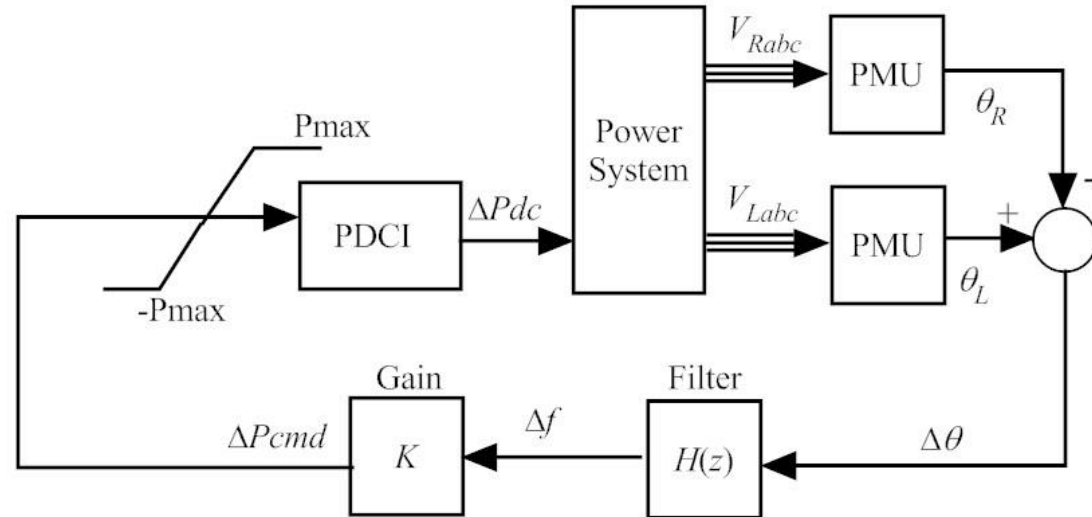 V_Rabc
PMU
θ_R
Pmax
Power
System
-
ΔPdc
V_Labc
+
PDCI
PMU
θ_L
-Pmax
Gain
Filter
ΔPcmd
K
Δf
H(z)
Δθ